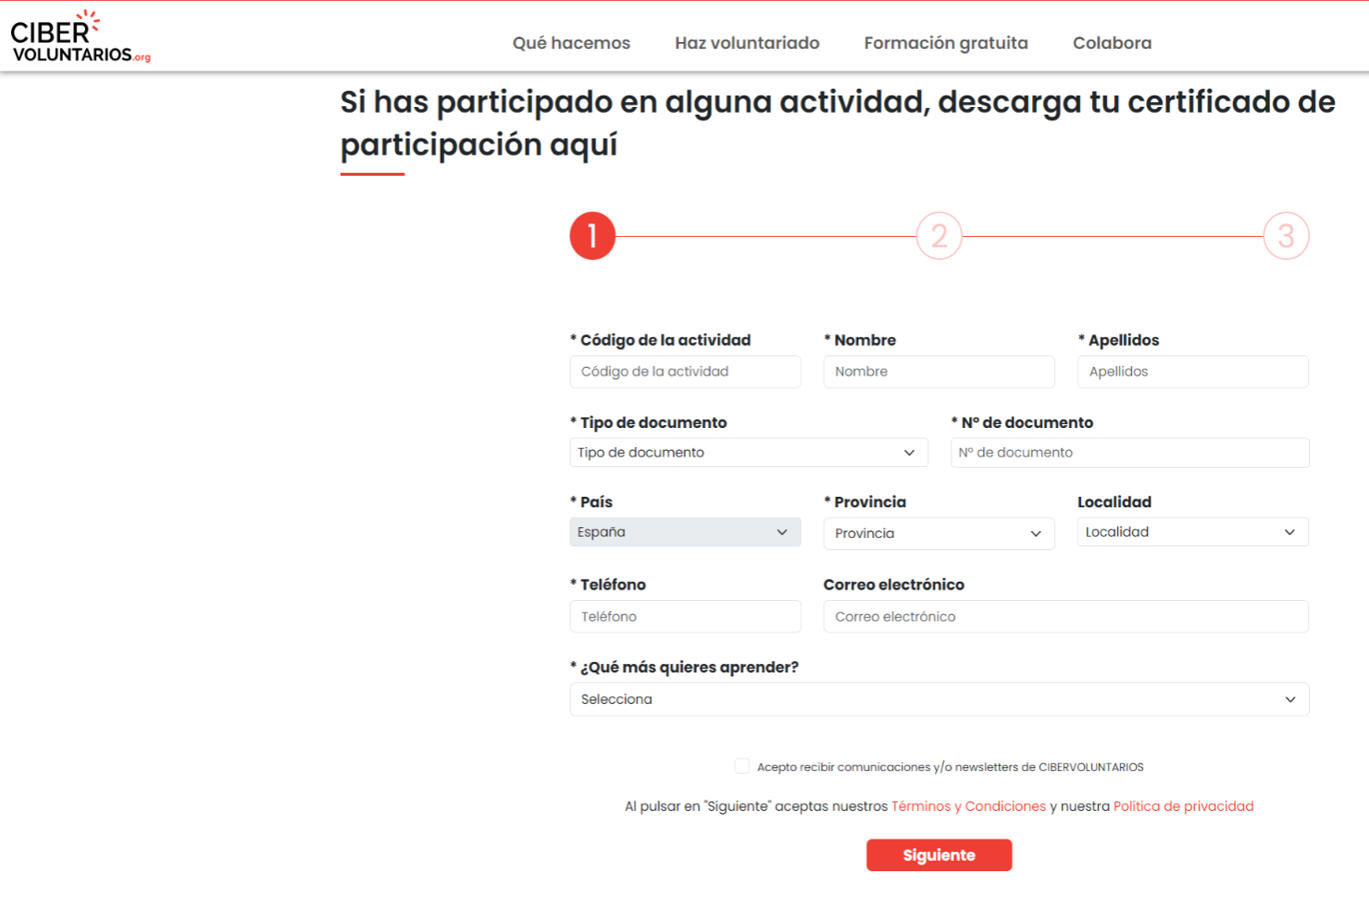 CIBER
VOLUNTARIOS.org
Qué hacemos Haz voluntariado Formación gratuita Colabora
Si has participado en alguna actividad, descarga tu certificado de
participación aquí
1 2 3
* Código de la actividad * Nombre * Apellidos
Código de la actividad Nombre Apellidos
* Tipo de documento * Nº de documento
Tipo de documento Nº de documento
* País * Provincia Localidad
España Provincia Localidad
* Teléfono Correo electrónico
Teléfono Correo electrónico
* ¿Qué más quieres aprender?
Selecciona
Acepto recibir comunicaciones y/o newsletters de CIBERVOLUNTARIOS
Al pulsar en "Siguiente" aceptas nuestros Términos y Condiciones y nuestra Política de privacidad
Siguiente